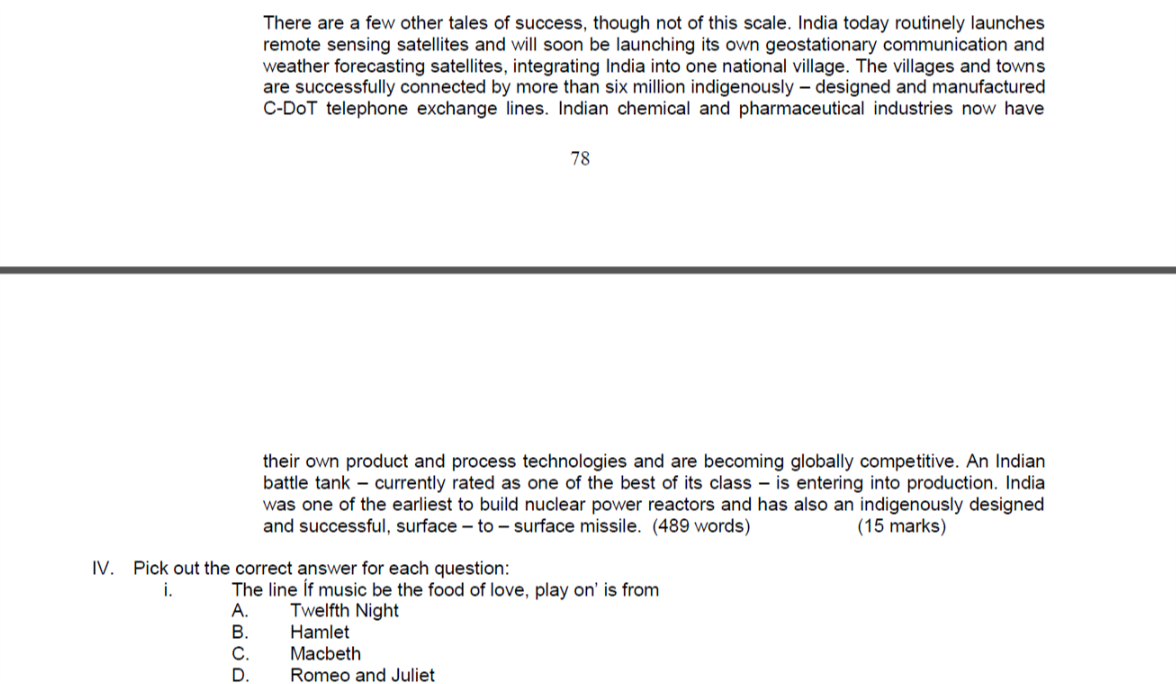 There are a few other tales of success, though not of this scale. India today routinely launches
remote sensing satellites and will soon be launching its own geostationary communication and
weather forecasting satellites, integrating India into one national village. The villages and towns
are successfully connected by more than six million indigenously – designed and manufactured
C-DoT telephone exchange lines. Indian chemical and pharmaceutical industries now have
78
their own product and process technologies and are becoming globally competitive. An Indian
battle tank – currently rated as one of the best of its class – is entering into production. India
was one of the earliest to build nuclear power reactors and has also an indigenously designed
and successful, surface – to – surface missile. (489 words) (15 marks)
IV. Pick out the correct answer for each question:
i. The line Íf music be the food of love, play on' is from
A. Twelfth Night
B. Hamlet
C. Macbeth
D. Romeo and Juliet